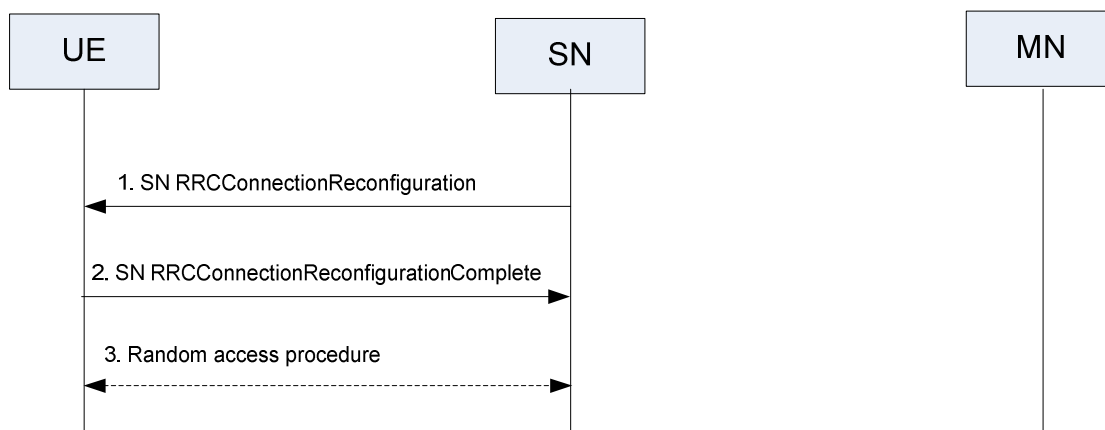 UE
SN
MN
1. SN RRCConnectionReconfiguration
2. SN RRCConnectionReconfigurationComplete
3. Random access procedure